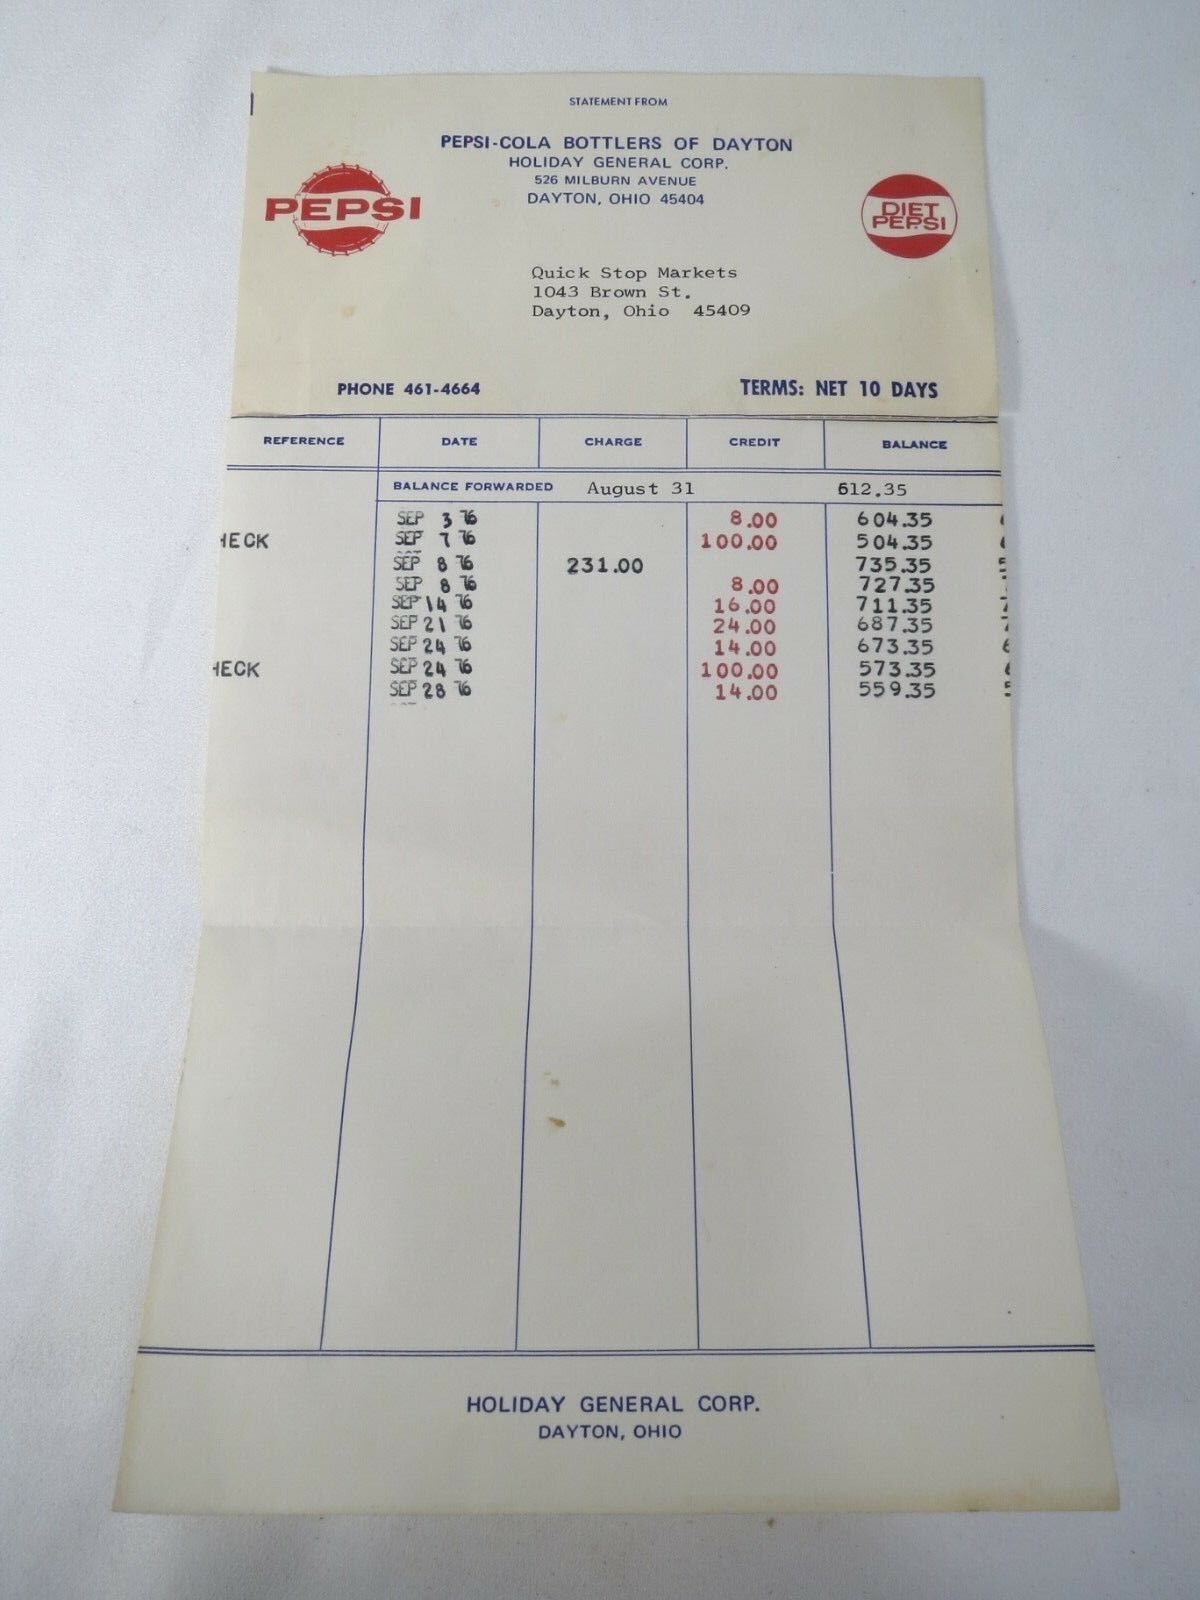 STATEMENT FROM
PEPSI-COLA BOTTLERS OF DAYTON
HOLIDAY GENERAL CORP.
526 MILBURN AVENUE
DAYTON, OHIO 45404
PEPSI
DIET
PEPSI
Quick Stop Markets
1043 Brown St.
Dayton, Ohio 45409
PHONE 461-4664 TERMS: NET 10 DAYS
REFERENCE DATE CHARGE CREDIT BALANCE
BALANCE FORWARDED August 31 612.35
SEP 3 76 8.00 604.35
HECK SEP 7 76 100.00 504.35
SEP 8 76 231.00 735.35
SEP 8 76 8.00 727.35
SEP 14 76 16.00 711.35
SEP 21 76 24.00 687.35
SEP 24 76 14.00 673.35
HECK SEP 24 76 100.00 573.35
SEP 28 76 14.00 559.35
HOLIDAY GENERAL CORP.
DAYTON, OHIO